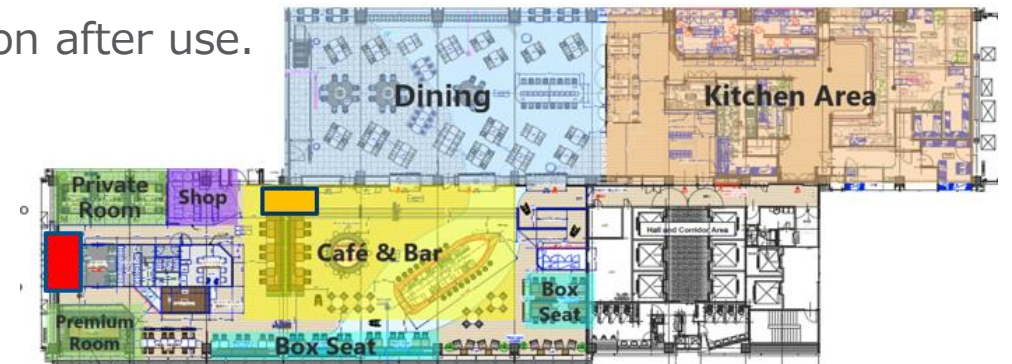 on after use.
Dining
Kitchen Area
Private
Room
Shop
Hall and Corridor Area
Café & Bar
Box
Seat
Premium
Room
Box Seat